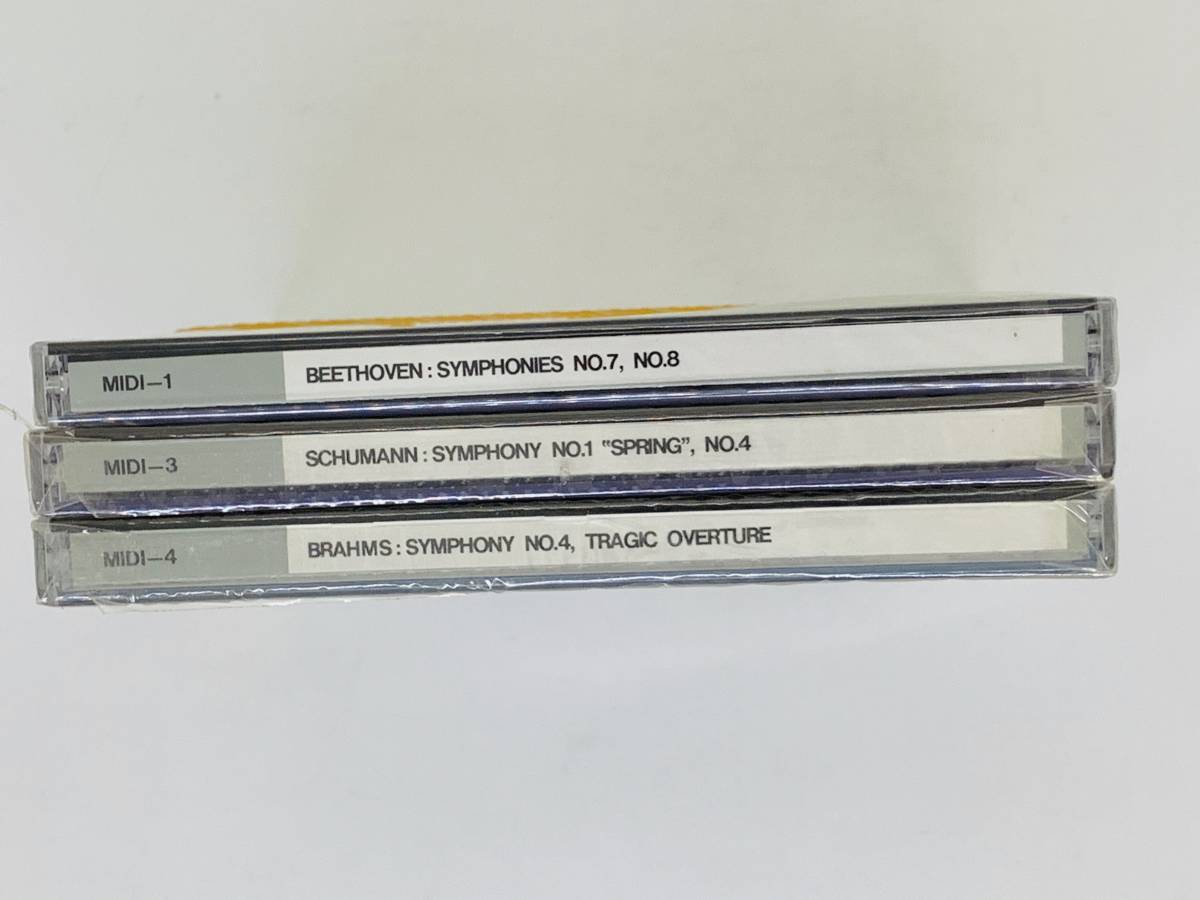 MIDI—1 BEETHOVEN : SYMPHONIES NO.7, NO.8
MIDI—3 SCHUMANN : SYMPHONY NO.1 "SPRING", NO.4
MIDI—4 BRAHMS : SYMPHONY NO.4, TRAGIC OVERTURE